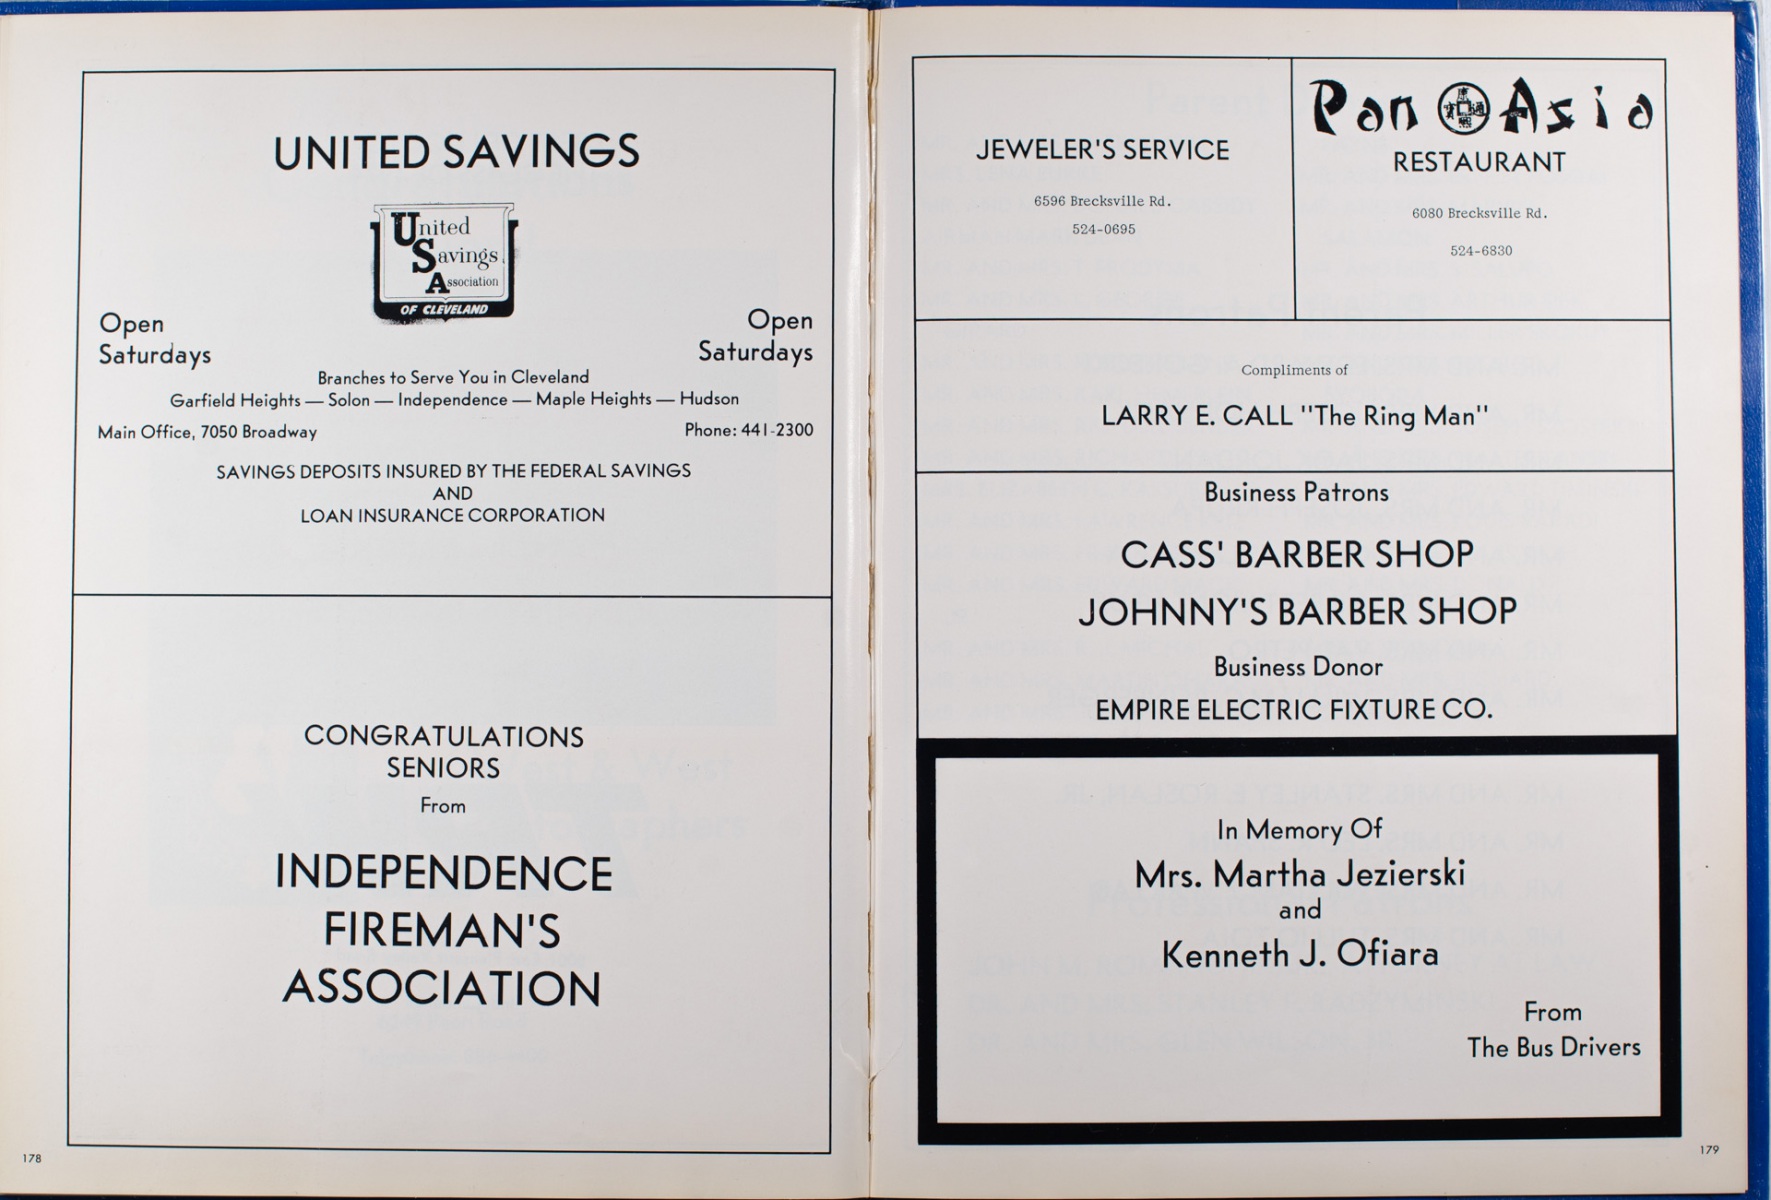 UNITED SAVINGS
United
Savings
Association
OF CLEVELAND
Open
Saturdays
Open
Saturdays
Branches to Serve You in Cleveland
Garfield Heights — Solon — Independence — Maple Heights — Hudson
Main Office, 7050 Broadway
Phone: 441-2300
SAVINGS DEPOSITS INSURED BY THE FEDERAL SAVINGS
AND
LOAN INSURANCE CORPORATION
CONGRATULATIONS
SENIORS
From
INDEPENDENCE
FIREMAN'S
ASSOCIATION
178
JEWELER'S SERVICE
6596 Brecksville Rd.
524-0695
Pan Asia
RESTAURANT
6080 Brecksville Rd.
524-6830
Compliments of
LARRY E. CALL "The Ring Man"
Business Patrons
CASS' BARBER SHOP
JOHNNY'S BARBER SHOP
Business Donor
EMPIRE ELECTRIC FIXTURE CO.
In Memory Of
Mrs. Martha Jezierski
and
Kenneth J. Ofiara
From
The Bus Drivers
179